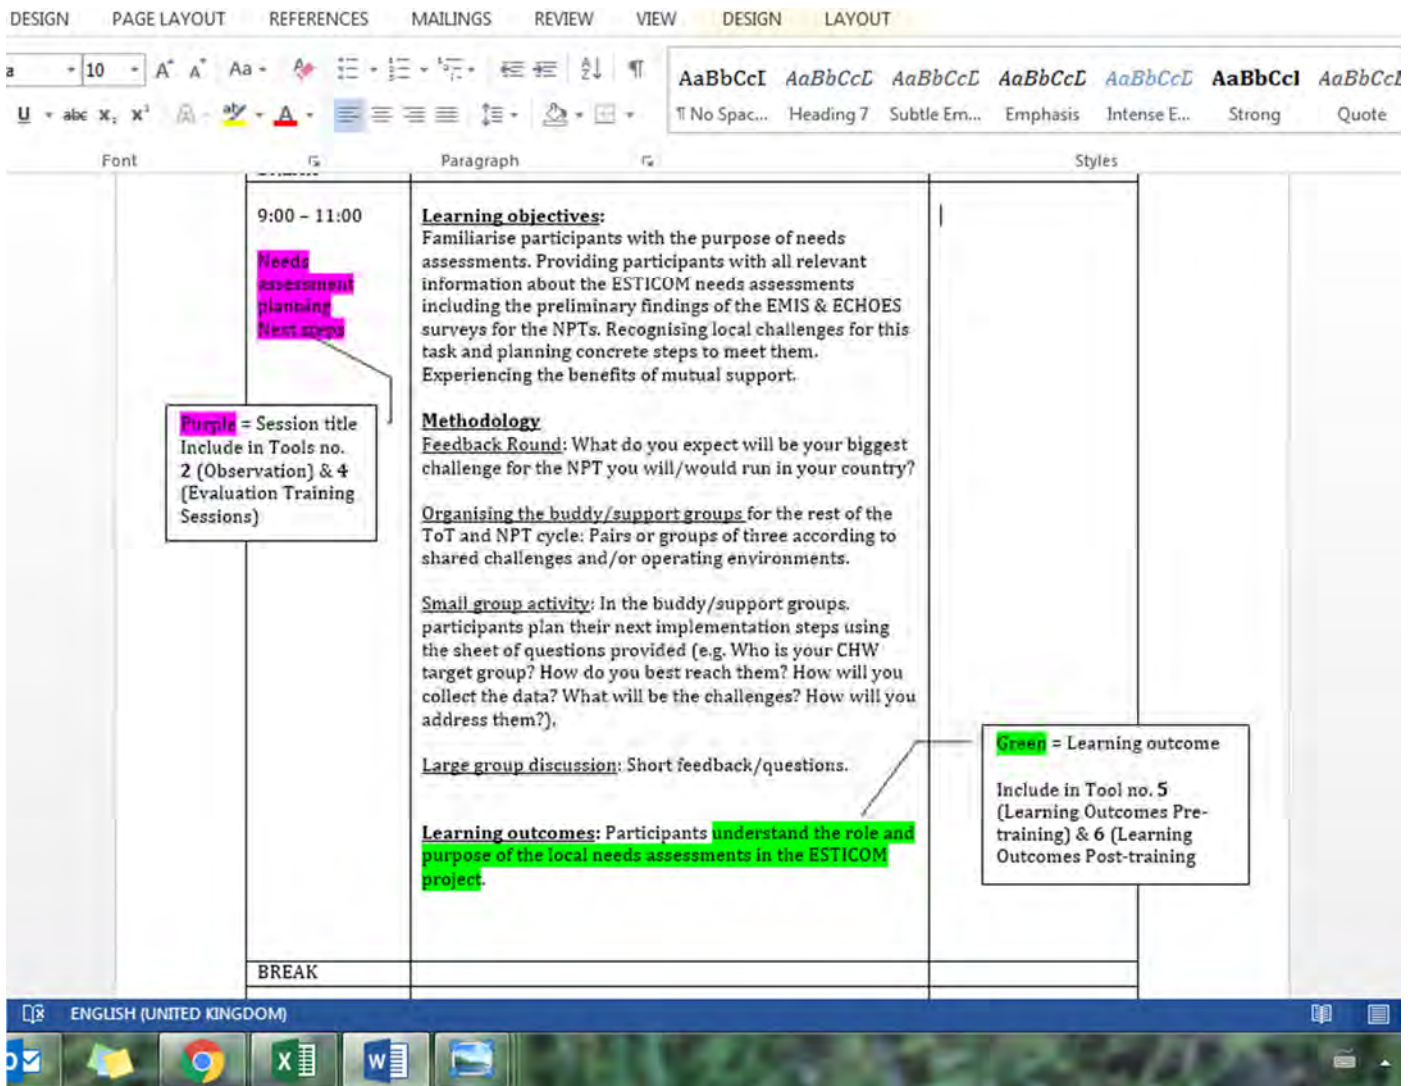 DESIGN PAGE LAYOUT REFERENCES MAILINGS REVIEW VIEW DESIGN LAYOUT
10 Aa
AaBbCcI AaBbCcD AaBbCcD AaBbCcD AaBbCcD AaBbCcI AaBbCcD
¶ No Spac... Heading 7 Subtle Em... Emphasis Intense E... Strong Quote
Font Paragraph Styles
9:00 – 11:00
Needs
assessment
planning
Next steps
Learning objectives:
Familiarise participants with the purpose of needs
assessments. Providing participants with all relevant
information about the ESTICOM needs assessments
including the preliminary findings of the EMIS & ECHOES
surveys for the NPTs. Recognising local challenges for this
task and planning concrete steps to meet them.
Experiencing the benefits of mutual support.
Purple = Session title
Include in Tools no.
2 (Observation) & 4
(Evaluation Training
Sessions)
Methodology
Feedback Round: What do you expect will be your biggest
challenge for the NPT you will/would run in your country?
Organising the buddy/support groups for the rest of the
ToT and NPT cycle: Pairs or groups of three according to
shared challenges and/or operating environments.
Small group activity: In the buddy/support groups.
participants plan their next implementation steps using
the sheet of questions provided (e.g. Who is your CHW
target group? How do you best reach them? How will you
collect the data? What will be the challenges? How will you
address them?).
Large group discussion: Short feedback/questions.
Learning outcomes: Participants understand the role and
purpose of the local needs assessments in the ESTICOM
project.
Green = Learning outcome
Include in Tool no. 5
(Learning Outcomes Pre-
training) & 6 (Learning
Outcomes Post-training
BREAK
ENGLISH (UNITED KINGDOM)